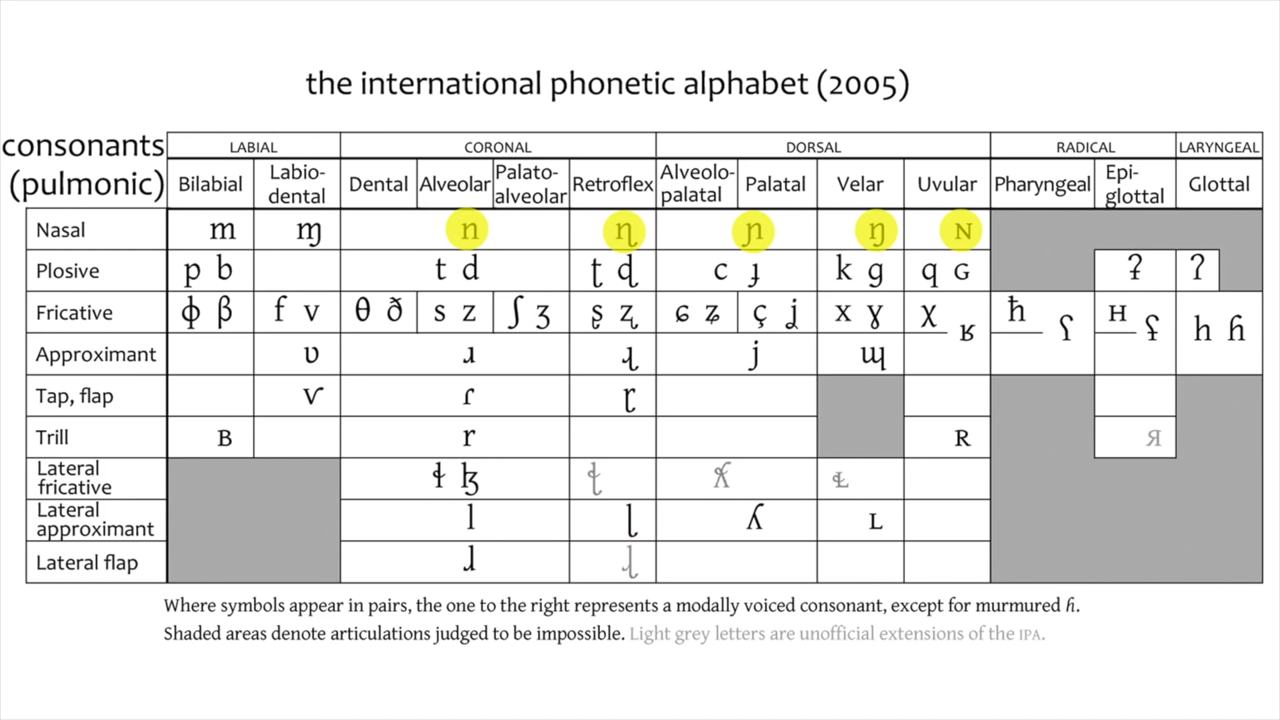 the international phonetic alphabet (2005)
consonants (pulmonic)
LABIAL CORONAL DORSAL RADICAL LARYNGEAL
Bilabial Labio-dental Dental Alveolar Palato-alveolar Retroflex Alveolo-palatal Palatal Velar Uvular Pharyngeal Epi-glottal Glottal
Nasal m ɱ n ɳ ɲ ŋ ɴ
Plosive p b t d ʈ ɖ c ɟ k ɡ q ɢ ʡ ʔ
Fricative ɸ β f v θ ð s z ʃ ʒ ʂ ʐ ɕ ʑ ç ʝ x ɣ χ ʁ ħ ʕ ʜ ʢ h ɦ
Approximant ʋ ɹ ɻ j ɰ
Tap, flap ⱱ ɾ ɽ
Trill ʙ r ʀ я
Lateral fricative ɬ ɮ
Lateral approximant l ɭ ʎ ʟ
Lateral flap ɺ
Where symbols appear in pairs, the one to the right represents a modally voiced consonant, except for murmured ɦ.
Shaded areas denote articulations judged to be impossible. Light grey letters are unofficial extensions of the IPA.